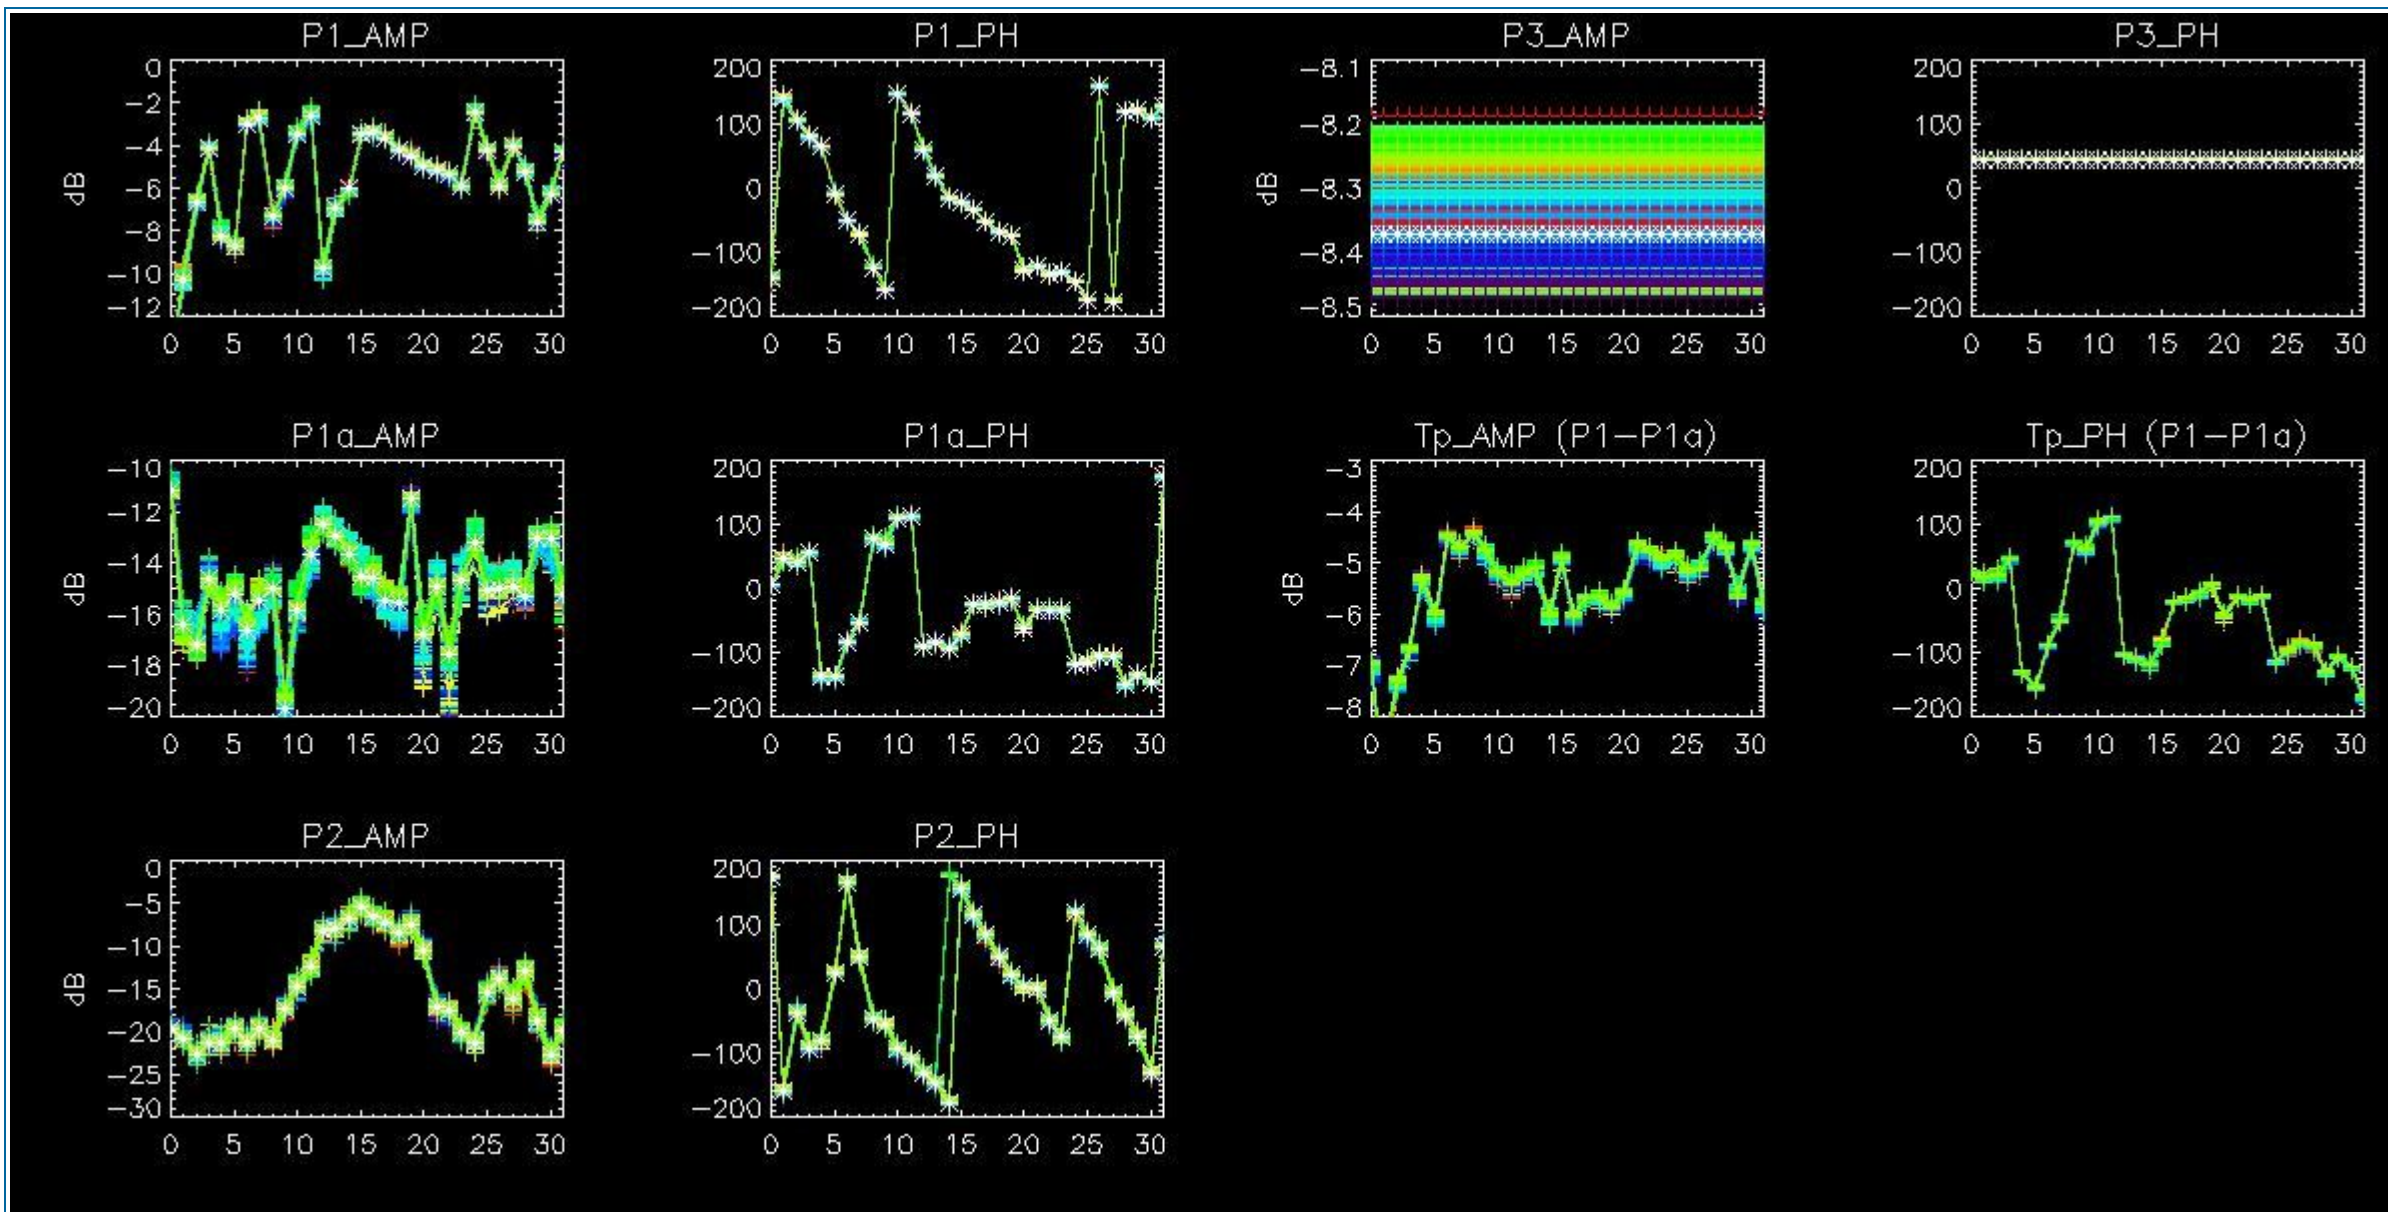 P1_AMP P1_PH P3_AMP P3_PH
0 -2 -4 -6 -8 -10 -12
dB
0 5 10 15 20 25 30
200 100 0 -100 -200
0 5 10 15 20 25 30
-8.1 -8.2 -8.3 -8.4 -8.5
dB
0 5 10 15 20 25 30
200 100 0 -100 -200
0 5 10 15 20 25 30
P1a_AMP P1a_PH Tp_AMP (P1-P1a) Tp_PH (P1-P1a)
-10 -12 -14 -16 -18 -20
dB
0 5 10 15 20 25 30
200 100 0 -100 -200
0 5 10 15 20 25 30
-3 -4 -5 -6 -7 -8
dB
0 5 10 15 20 25 30
200 100 0 -100 -200
0 5 10 15 20 25 30
P2_AMP P2_PH
0 -5 -10 -15 -20 -25 -30
dB
0 5 10 15 20 25 30
200 100 0 -100 -200
0 5 10 15 20 25 30